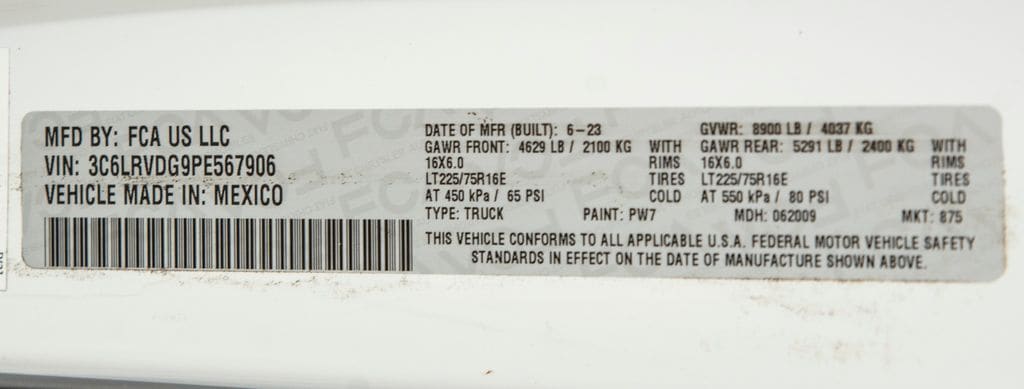 MFD BY: FCA US LLC
VIN: 3C6LRVDG9PE567906
VEHICLE MADE IN: MEXICO
DATE OF MFR (BUILT): 6-23
GAWR FRONT: 4629 LB / 2100 KG WITH
16X6.0 RIMS
LT225/75R16E TIRES
AT 450 kPa / 65 PSI COLD
GVWR: 8900 LB / 4037 KG
GAWR REAR: 5291 LB / 2400 KG WITH
16X6.0 RIMS
LT225/75R16E TIRES
AT 550 kPa / 80 PSI COLD
TYPE: TRUCK PAINT: PW7 MDH: 062009 MKT: 875
THIS VEHICLE CONFORMS TO ALL APPLICABLE U.S.A. FEDERAL MOTOR VEHICLE SAFETY
STANDARDS IN EFFECT ON THE DATE OF MANUFACTURE SHOWN ABOVE.